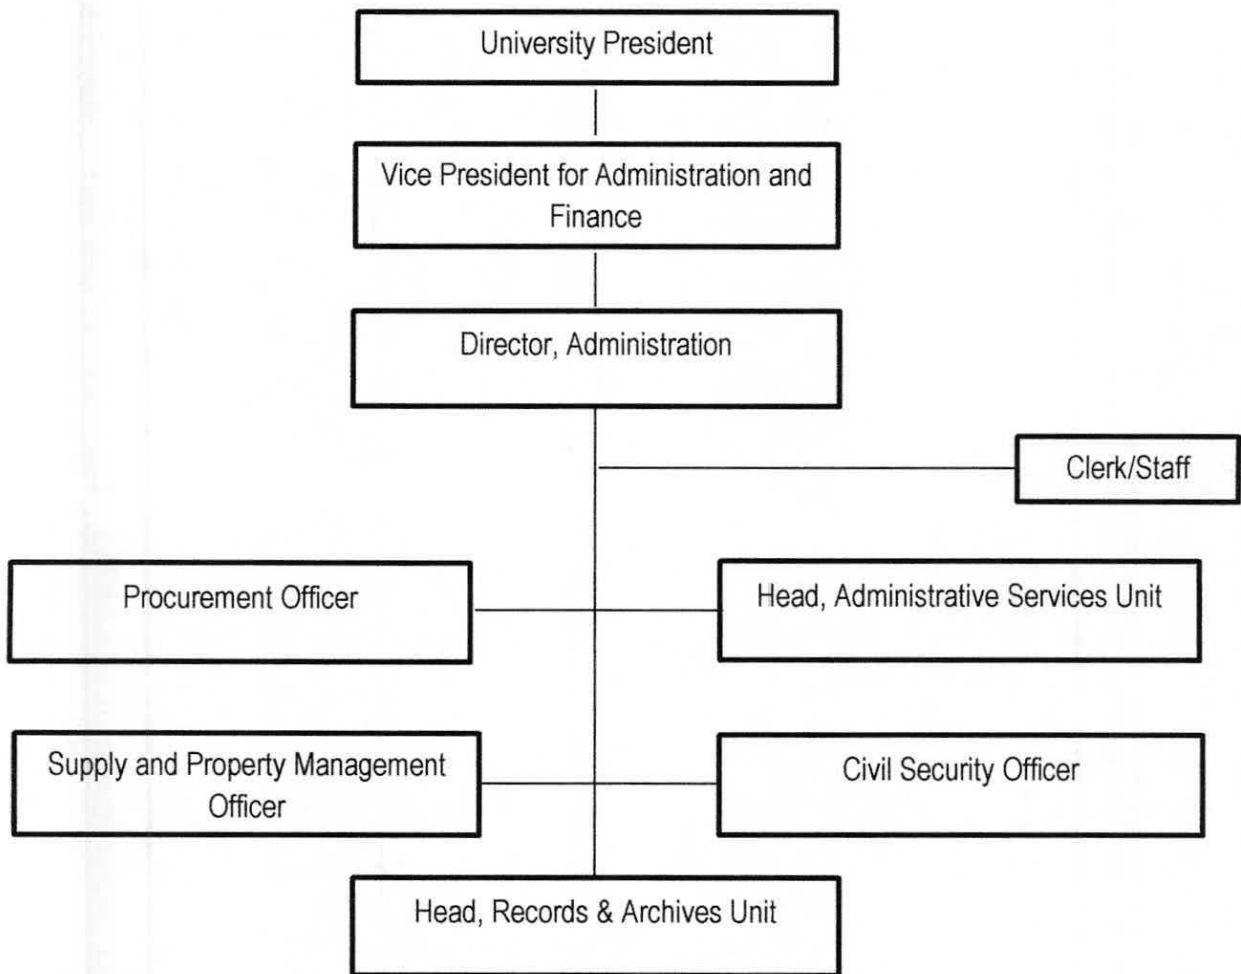 University President
Vice President for Administration and
Finance
Director, Administration
Clerk/Staff
Procurement Officer
Head, Administrative Services Unit
Supply and Property Management
Officer
Civil Security Officer
Head, Records & Archives Unit